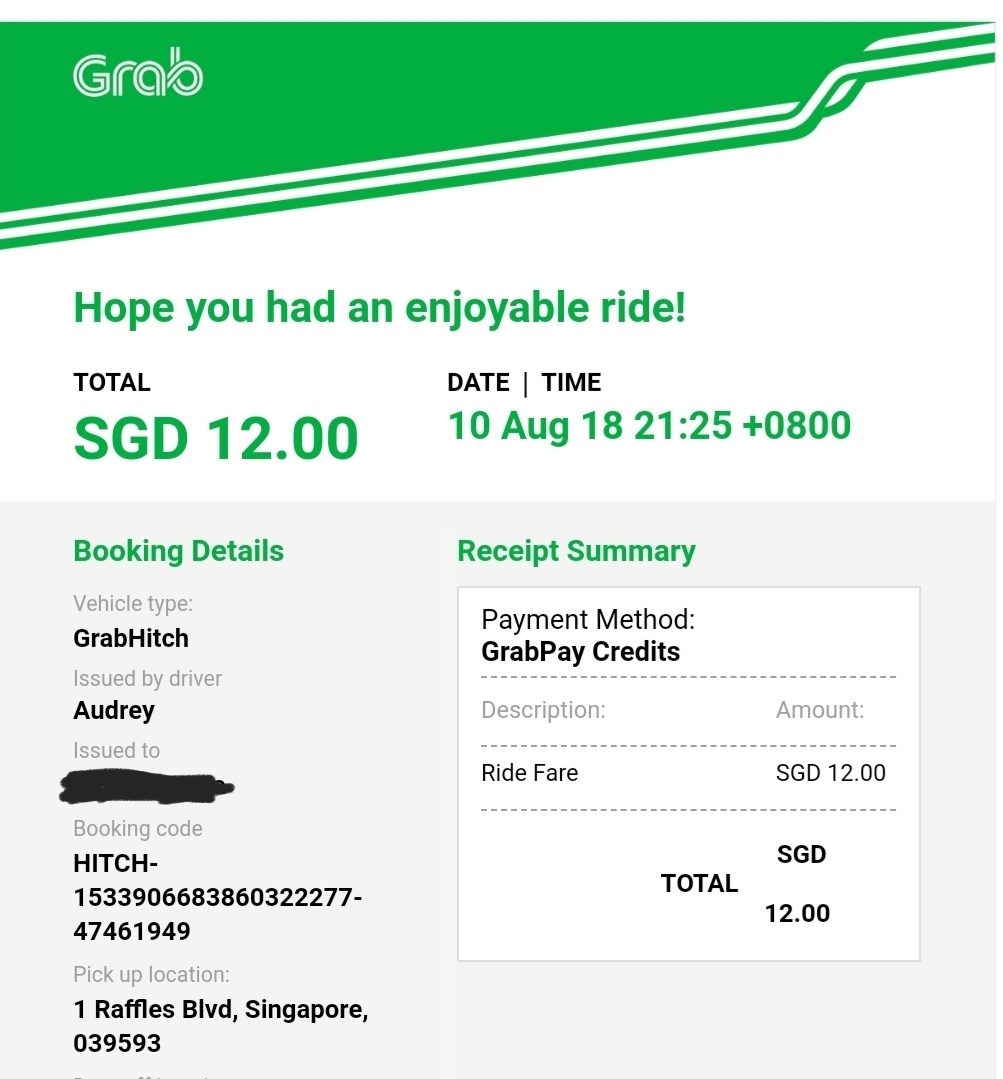 Grab
Hope you had an enjoyable ride!
TOTAL
SGD 12.00
DATE | TIME
10 Aug 18 21:25 +0800
Booking Details
Vehicle type:
GrabHitch
Issued by driver
Audrey
Issued to
Booking code
HITCH-
1533906683860322277-
47461949
Pick up location:
1 Raffles Blvd, Singapore,
039593
Receipt Summary
Payment Method:
GrabPay Credits
Description: Amount:
Ride Fare SGD 12.00
SGD
TOTAL
12.00